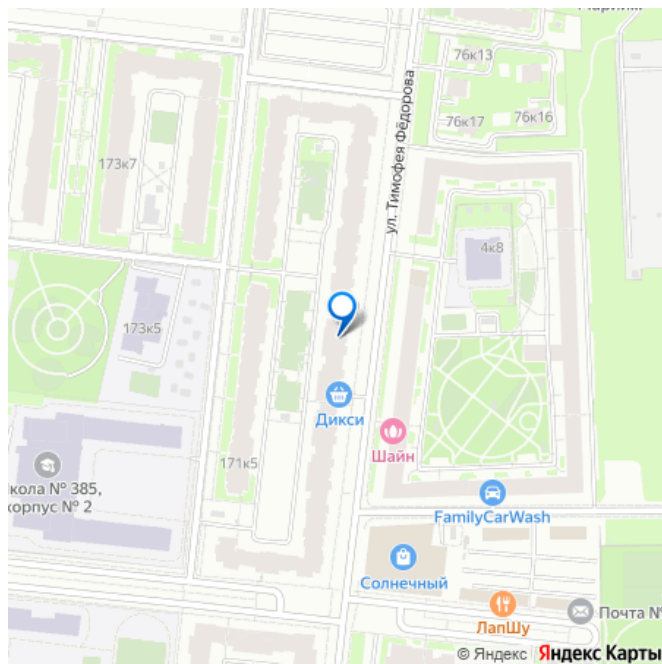 76к13
76к17
76к16
ул. Тимофея Фёдорова
173к7
4к8
173к5
Дикси
Шайн
171к5
кола № 385,
корпус № 2
FamilyCarWash
Солнечный
ЛапШу
Почта №
© Яндекс Яндекс Карты